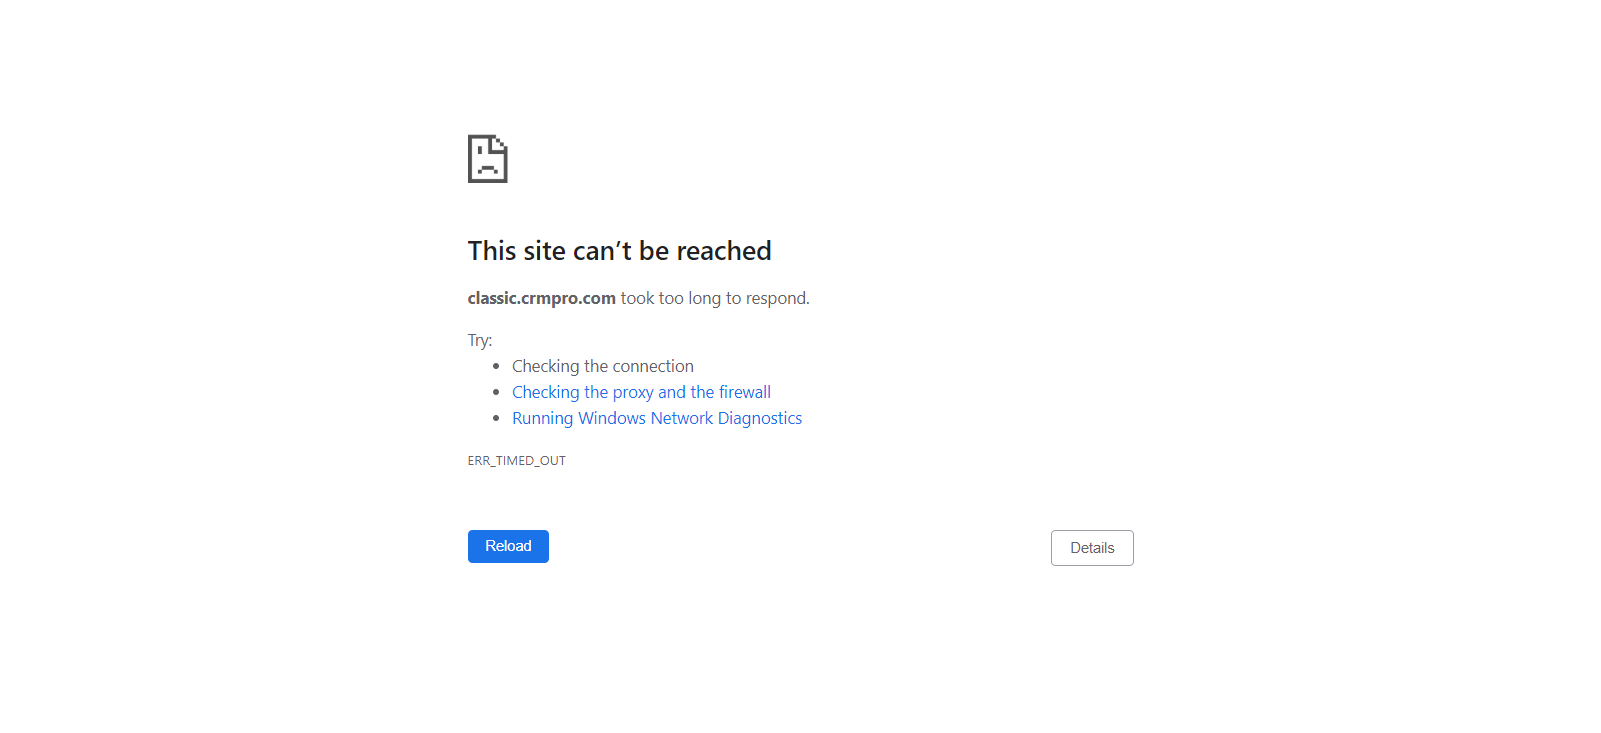 This site can’t be reached
classic.crmpro.com took too long to respond.
Try:
Checking the connection
Checking the proxy and the firewall
Running Windows Network Diagnostics
ERR_TIMED_OUT
Reload
Details